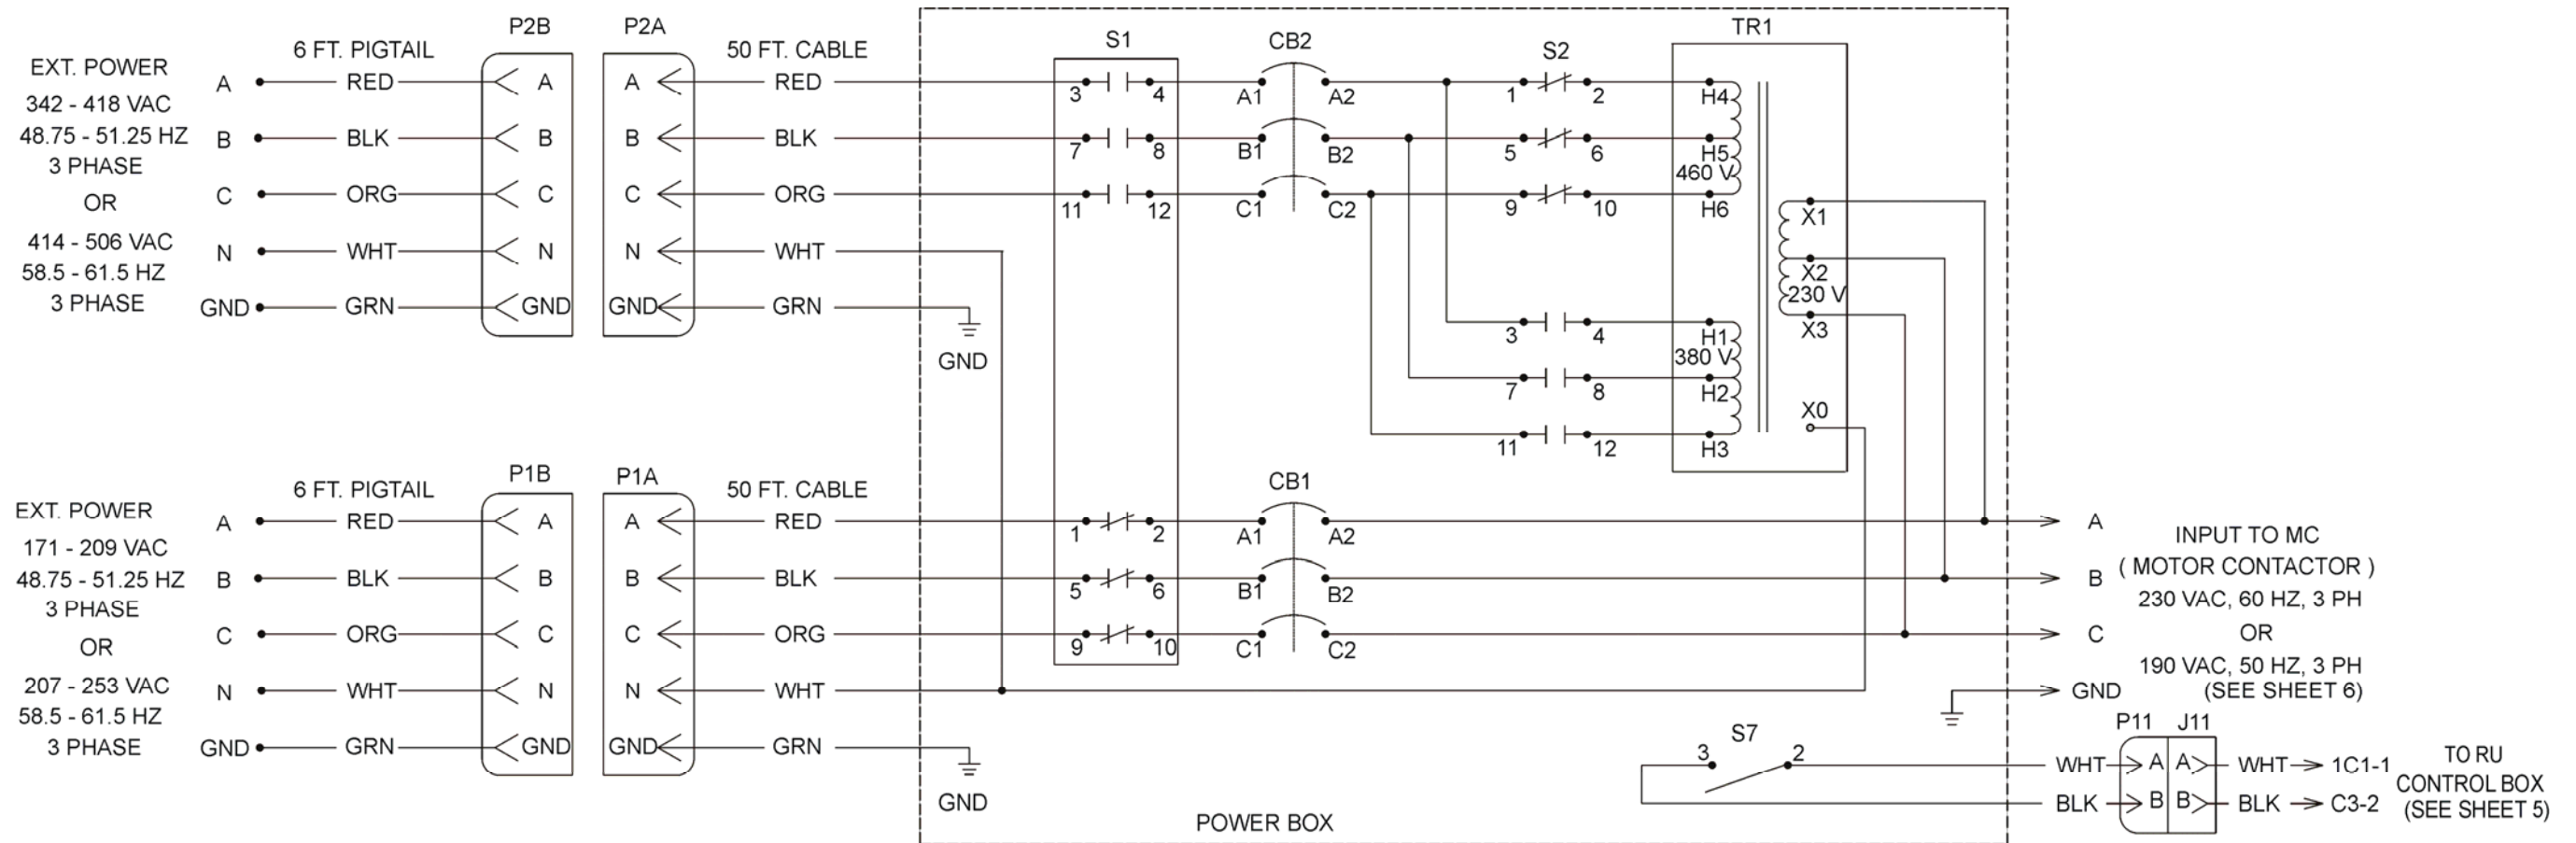 P2B
P2A
TR1
S1
CB2
S2
6 FT. PIGTAIL
50 FT. CABLE
EXT. POWER
342 - 418 VAC
48.75 - 51.25 HZ
3 PHASE
OR
414 - 506 VAC
58.5 - 61.5 HZ
3 PHASE
A RED A A RED 3 4 A1 A2 1 2 H4
B BLK B B BLK 7 8 B1 B2 5 6 H5
460 V
C ORG C C ORG 11 12 C1 C2 9 10 H6
N WHT N N WHT
GND GRN GND GND GRN
GND
X1
X2
230 V
X3
3 4 H1
380 V
7 8 H2
11 12 H3
X0
P1B
P1A
CB1
6 FT. PIGTAIL
50 FT. CABLE
EXT. POWER
171 - 209 VAC
48.75 - 51.25 HZ
3 PHASE
OR
207 - 253 VAC
58.5 - 61.5 HZ
3 PHASE
A RED A A RED 1 2 A1 A2 A
B BLK B B BLK 5 6 B1 B2 B
C ORG C C ORG 9 10 C1 C2 C
N WHT N N WHT GND
GND GRN GND GND GRN
GND
INPUT TO MC
( MOTOR CONTACTOR )
230 VAC, 60 HZ, 3 PH
OR
190 VAC, 50 HZ, 3 PH
(SEE SHEET 6)
P11 J11
S7
3 2
WHT A A WHT 1C1-1
BLK B B BLK C3-2
TO RU
CONTROL BOX
(SEE SHEET 5)
POWER BOX